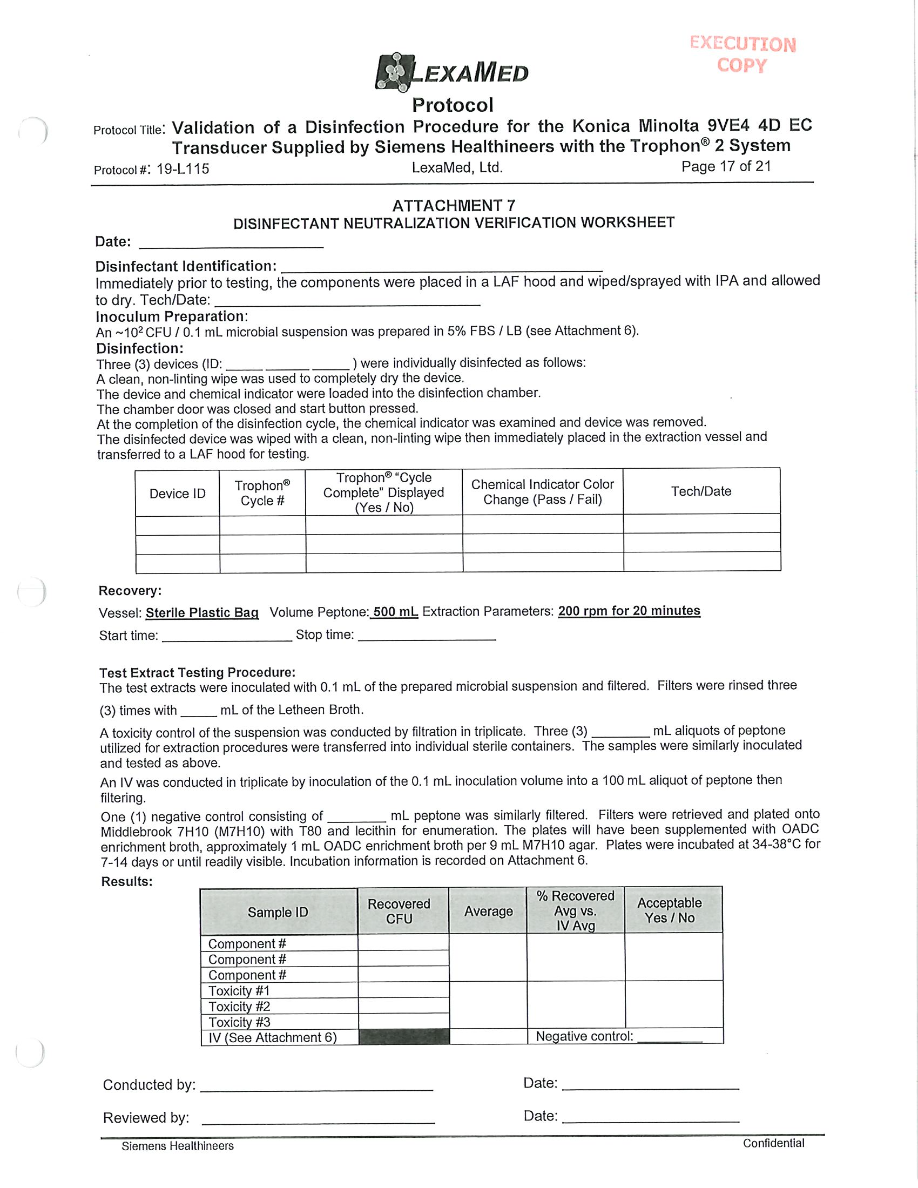 EXECUTION
COPY
LEXAMED
Protocol
Protocol Title: Validation of a Disinfection Procedure for the Konica Minolta 9VE4 4D EC
Transducer Supplied by Siemens Healthineers with the Trophon® 2 System
Protocol #: 19-L115 LexaMed, Ltd. Page 17 of 21
ATTACHMENT 7
DISINFECTANT NEUTRALIZATION VERIFICATION WORKSHEET
Date: ____________________
Disinfectant Identification: ____________________
Immediately prior to testing, the components were placed in a LAF hood and wiped/sprayed with IPA and allowed
to dry. Tech/Date: ____________________
Inoculum Preparation:
An ~10² CFU / 0.1 mL microbial suspension was prepared in 5% FBS / LB (see Attachment 6).
Disinfection:
Three (3) devices (ID: _____ ______ _____ ) were individually disinfected as follows:
A clean, non-linting wipe was used to completely dry the device.
The device and chemical indicator were loaded into the disinfection chamber.
The chamber door was closed and start button pressed.
At the completion of the disinfection cycle, the chemical indicator was examined and device was removed.
The disinfected device was wiped with a clean, non-linting wipe then immediately placed in the extraction vessel and
transferred to a LAF hood for testing.
Device ID
Trophon®
Cycle #
Trophon® "Cycle
Complete" Displayed
(Yes / No)
Chemical Indicator Color
Change (Pass / Fail)
Tech/Date
Recovery:
Vessel: Sterile Plastic Bag Volume Peptone: 500 mL Extraction Parameters: 200 rpm for 20 minutes
Start time: __________________ Stop time: ___________________
Test Extract Testing Procedure:
The test extracts were inoculated with 0.1 mL of the prepared microbial suspension and filtered. Filters were rinsed three
(3) times with _____ mL of the Letheen Broth.
A toxicity control of the suspension was conducted by filtration in triplicate. Three (3) ________ mL aliquots of peptone
utilized for extraction procedures were transferred into individual sterile containers. The samples were similarly inoculated
and tested as above.
An IV was conducted in triplicate by inoculation of the 0.1 mL inoculation volume into a 100 mL aliquot of peptone then
filtering.
One (1) negative control consisting of ________ mL peptone was similarly filtered. Filters were retrieved and plated onto
Middlebrook 7H10 (M7H10) with T80 and lecithin for enumeration. The plates will have been supplemented with OADC
enrichment broth, approximately 1 mL OADC enrichment broth per 9 mL M7H10 agar. Plates were incubated at 34-38°C for
7-14 days or until readily visible. Incubation information is recorded on Attachment 6.
Results:
Sample ID
Recovered
CFU
Average
% Recovered
Avg vs.
IV Avg
Acceptable
Yes / No
Component #
Component #
Component #
Toxicity #1
Toxicity #2
Toxicity #3
IV (See Attachment 6) Negative control: _________
Conducted by: ____________________ Date: ____________________
Reviewed by: ____________________ Date: ____________________
Siemens Healthineers Confidential